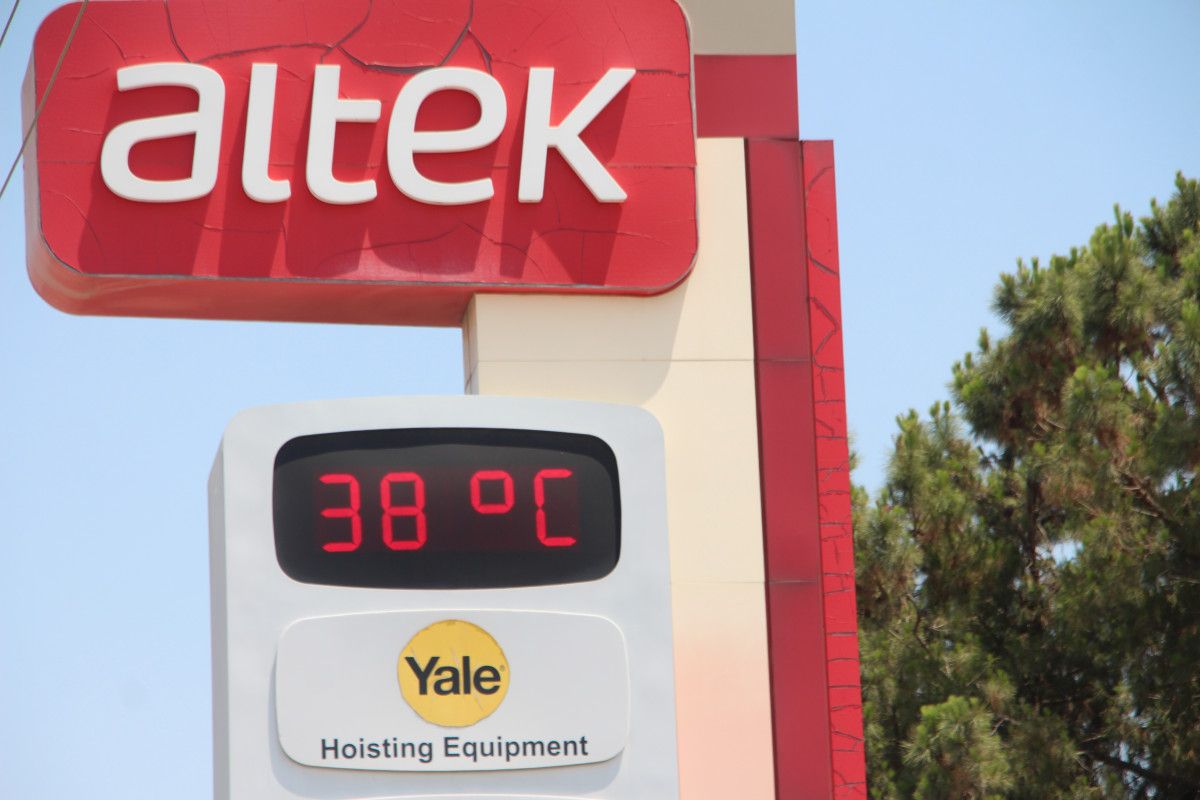 altek
38 °C
Yale
Hoisting Equipment